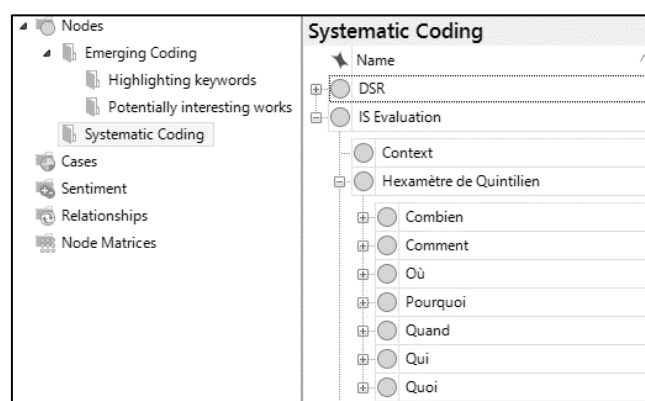 Nodes
Emerging Coding
Highlighting keywords
Potentially interesting works
Systematic Coding
Cases
Sentiment
Relationships
Node Matrices
Systematic Coding
Name
DSR
IS Evaluation
Context
Hexamètre de Quintilien
Combien
Comment
Où
Pourquoi
Quand
Qui
Quoi